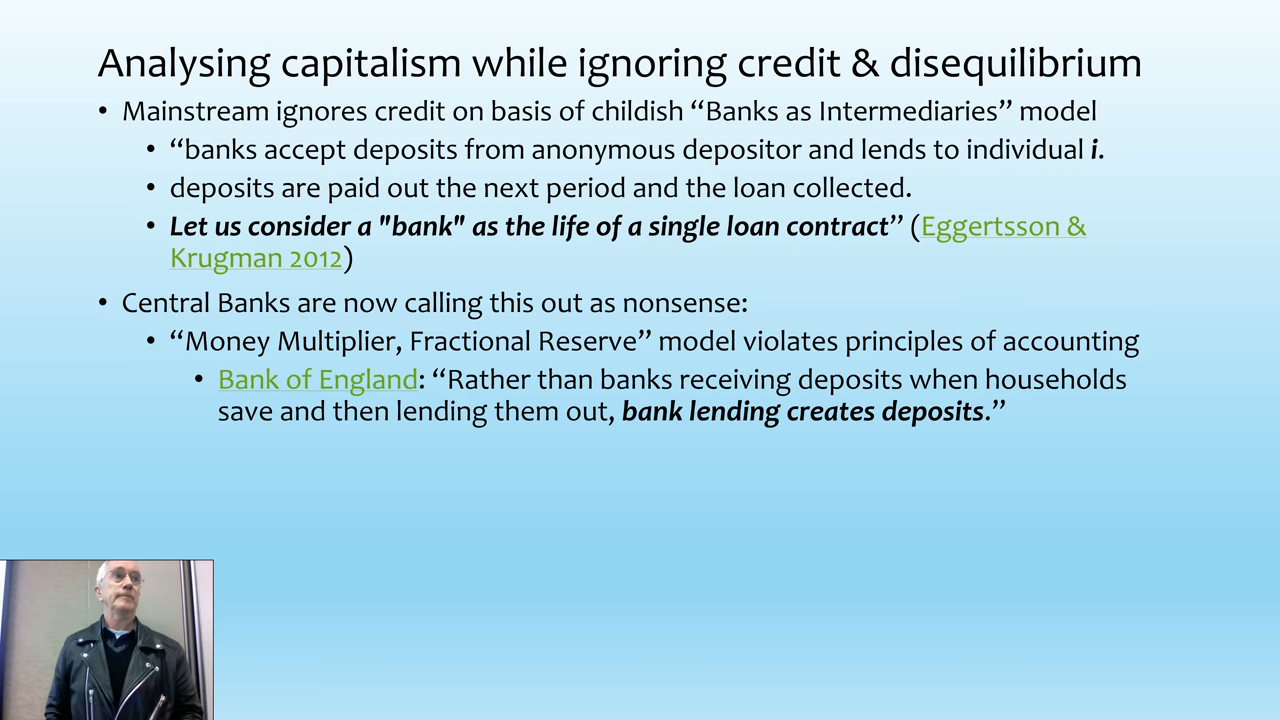 Analysing capitalism while ignoring credit & disequilibrium
• Mainstream ignores credit on basis of childish “Banks as Intermediaries” model
• “banks accept deposits from anonymous depositor and lends to individual i.
• deposits are paid out the next period and the loan collected.
• Let us consider a "bank" as the life of a single loan contract” (Eggertsson &
Krugman 2012)
• Central Banks are now calling this out as nonsense:
• “Money Multiplier, Fractional Reserve” model violates principles of accounting
• Bank of England: “Rather than banks receiving deposits when households
save and then lending them out, bank lending creates deposits.”